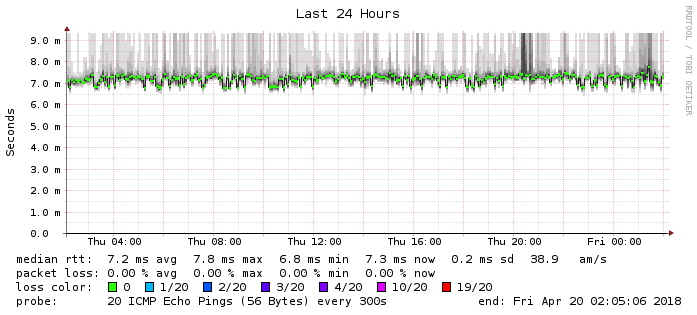 Last 24 Hours
RRDTOOL / TOBI OETIKER
Seconds
9.0 m
8.0 m
7.0 m
6.0 m
5.0 m
4.0 m
3.0 m
2.0 m
1.0 m
0.0
Thu 04:00 Thu 08:00 Thu 12:00 Thu 16:00 Thu 20:00 Fri 00:00
median rtt: 7.2 ms avg 7.8 ms max 6.8 ms min 7.3 ms now 0.2 ms sd 38.9 am/s
packet loss: 0.00 % avg 0.00 % max 0.00 % min 0.00 % now
loss color: 0 1/20 2/20 3/20 4/20 10/20 19/20
probe: 20 ICMP Echo Pings (56 Bytes) every 300s end: Fri Apr 20 02:05:06 2018